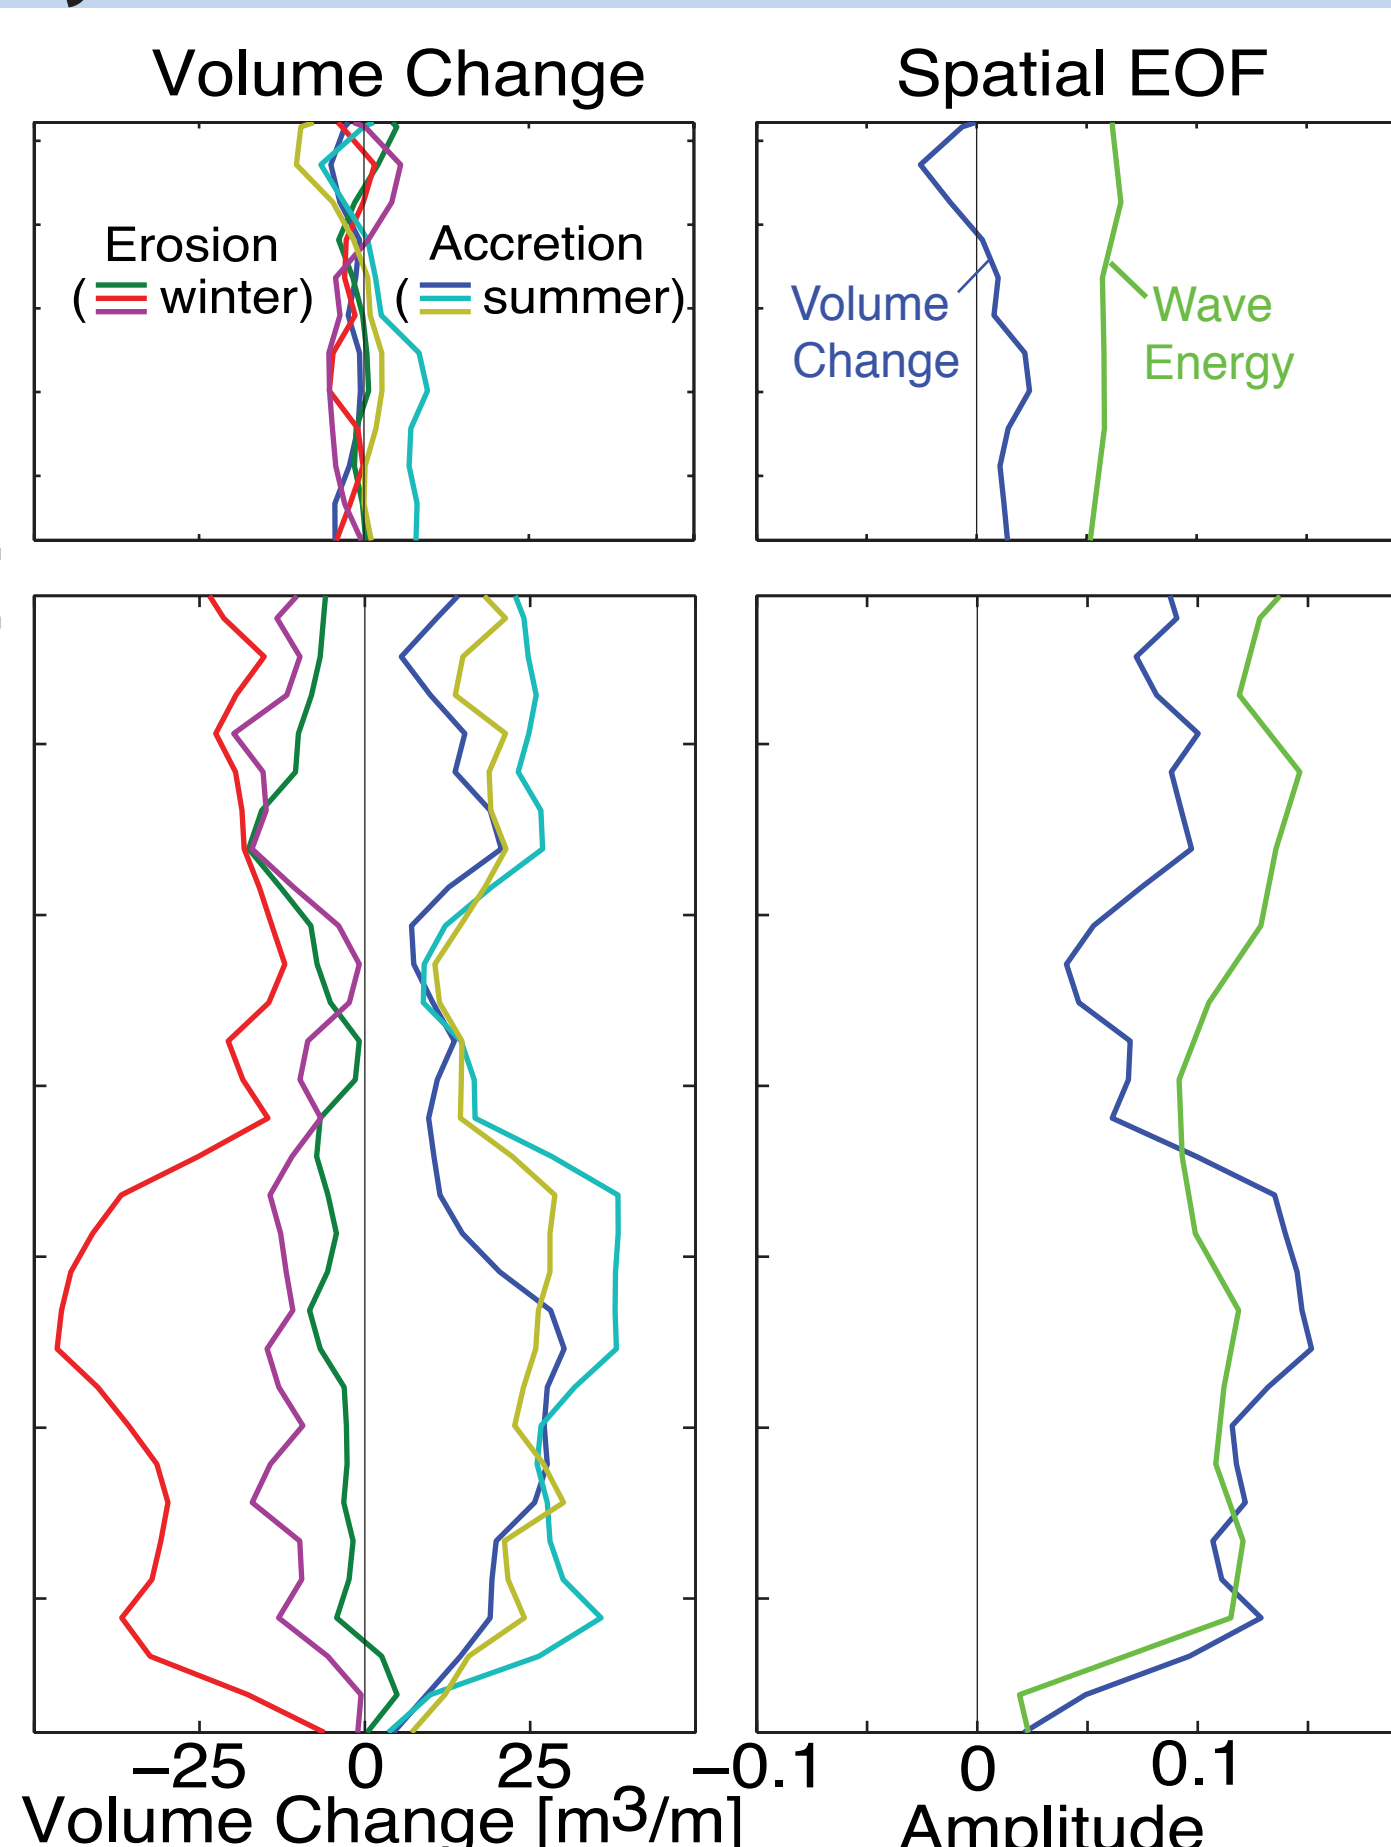 Volume Change
Spatial EOF
Erosion
( winter)
Accretion
( summer)
Volume
Change
Wave
Energy
−25 0 25
−0.1 0 0.1
Volume Change [m3/m]
Amplitude